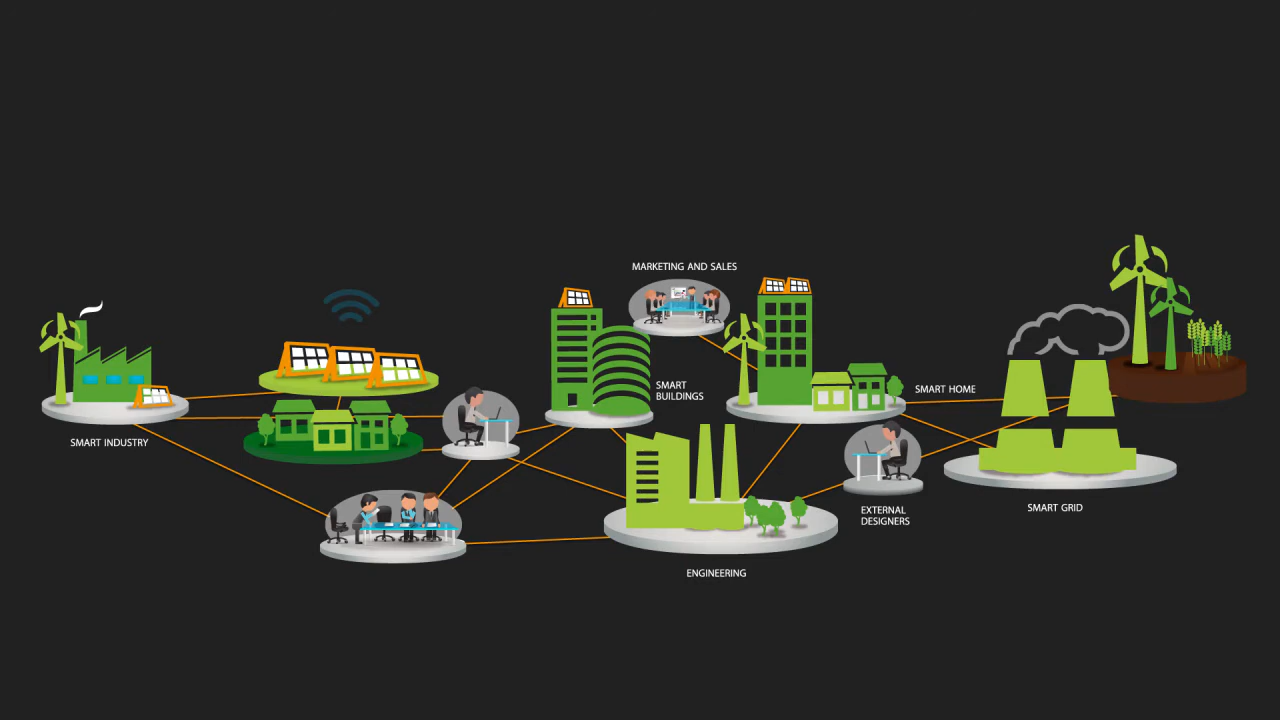 MARKETING AND SALES
SMART
BUILDINGS
SMART HOME
SMART INDUSTRY
EXTERNAL
DESIGNERS
SMART GRID
ENGINEERING